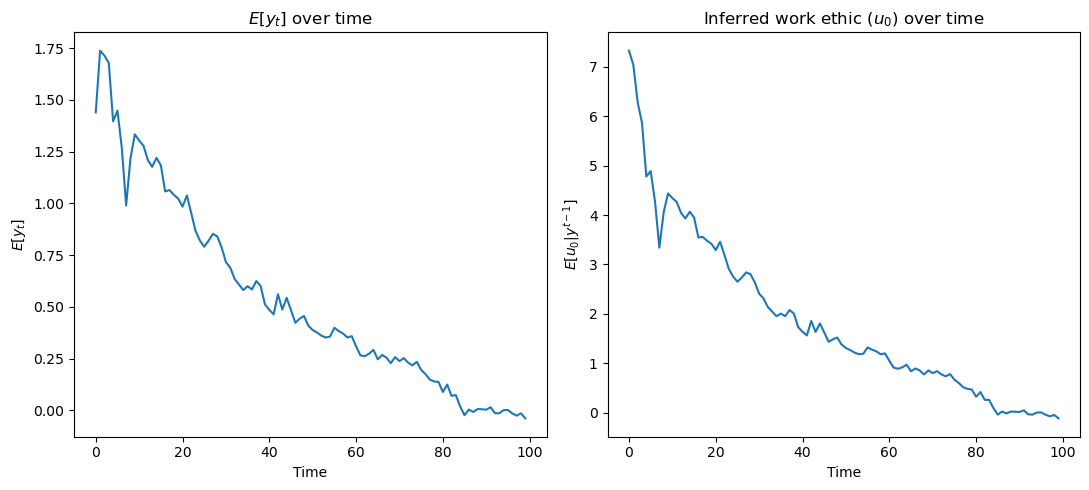 E[y_t] over time
1.75
1.50
1.25
1.00
0.75
0.50
0.25
0.00
E[y_t]
0 20 40 60 80 100
Time
Inferred work ethic (u_0) over time
7
6
5
4
3
2
1
0
E[u_0|y^{t−1}]
0 20 40 60 80 100
Time